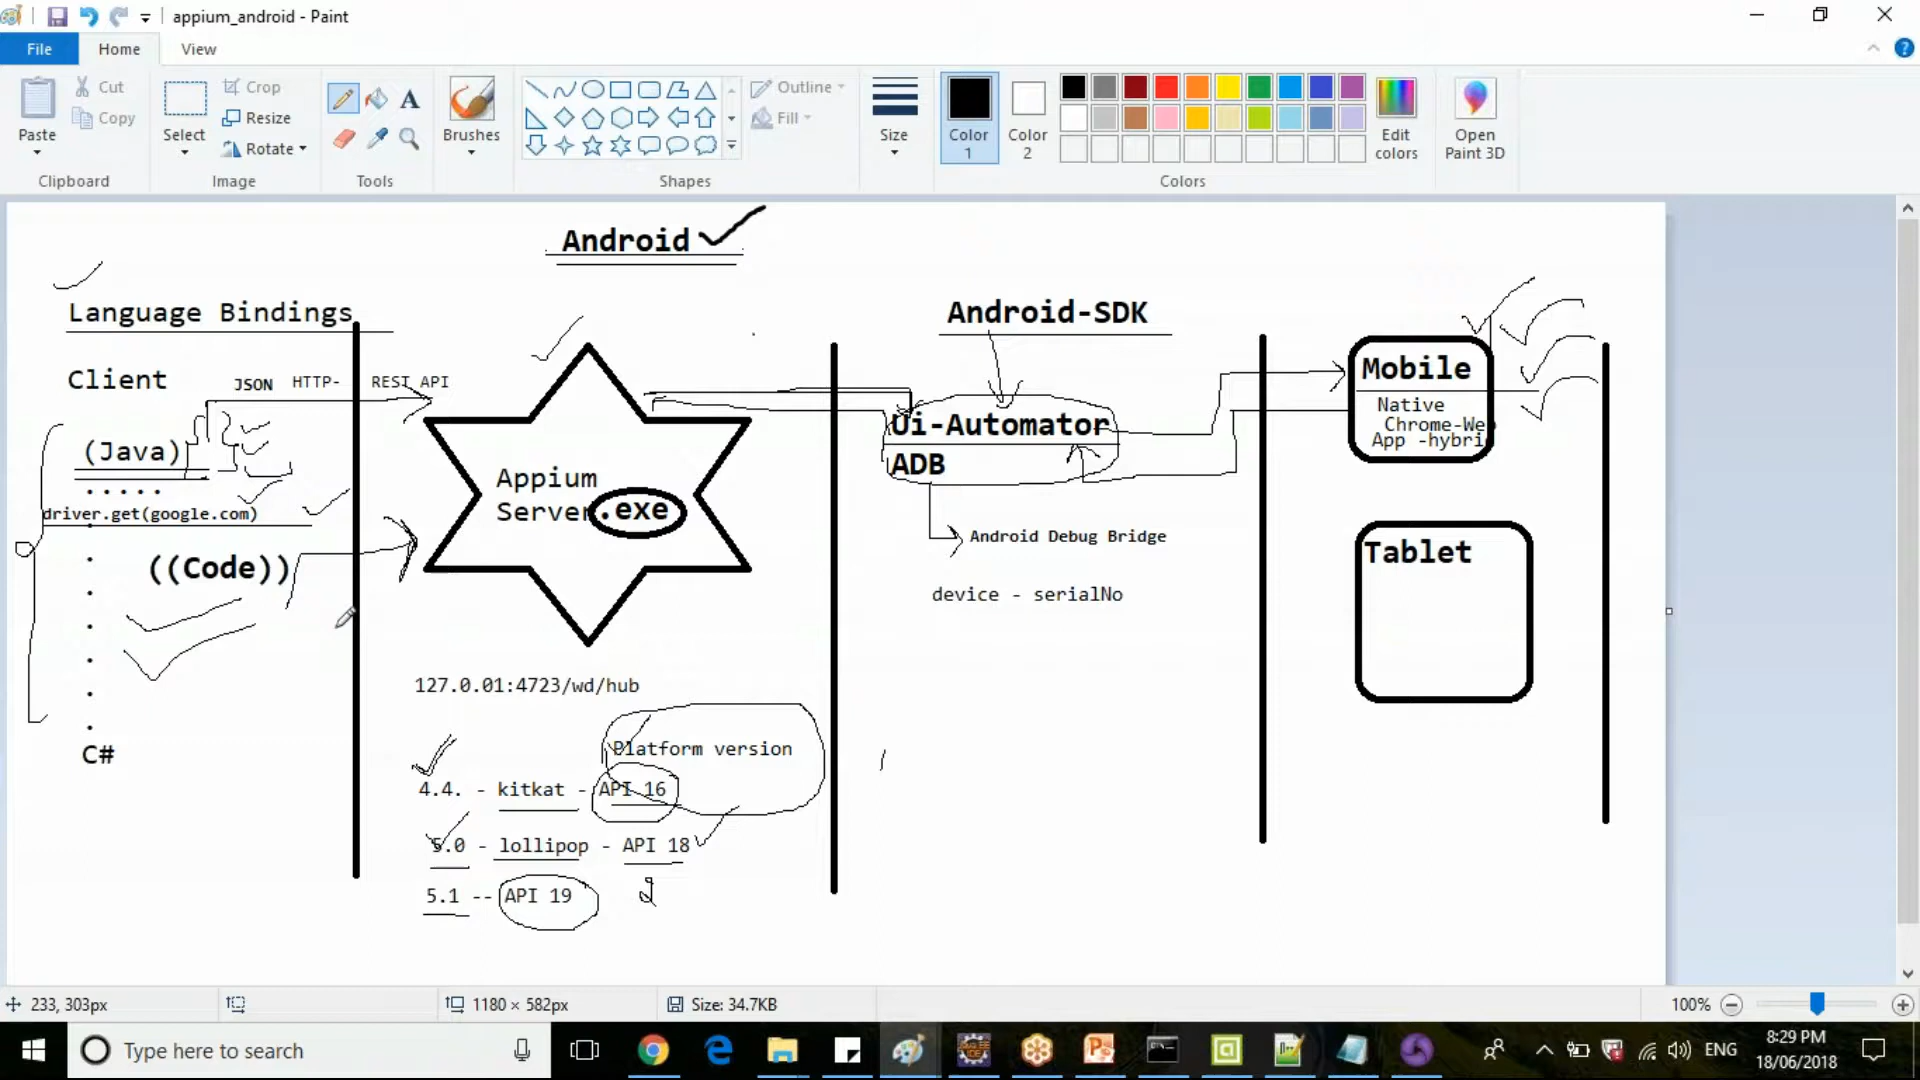 appium_android - Paint
File
Home
View
Paste
Cut
Copy
Clipboard
Select
Crop
Resize
Rotate
Image
A
Tools
Brushes
Shapes
Outline
Fill
Size
Color
1
Color
2
Edit
colors
Colors
Open
Paint 3D
Android
Language Bindings
Android-SDK
Client
JSON
HTTP-
REST API
Mobile
Native
Chrome-We
App -hybri
Ui-Automator
ADB
(Java)
.....
driver.get(google.com)
Appium
Server.exe
Android Debug Bridge
((Code))
Tablet
device - serialNo
127.0.01:4723/wd/hub
Platform version
C#
4.4. - kitkat - API 16
5.0 - lollipop - API 18
5.1 -- API 19
233, 303px
1180 × 582px
Size: 34.7KB
100%
Type here to search
ENG
8:29 PM
18/06/2018